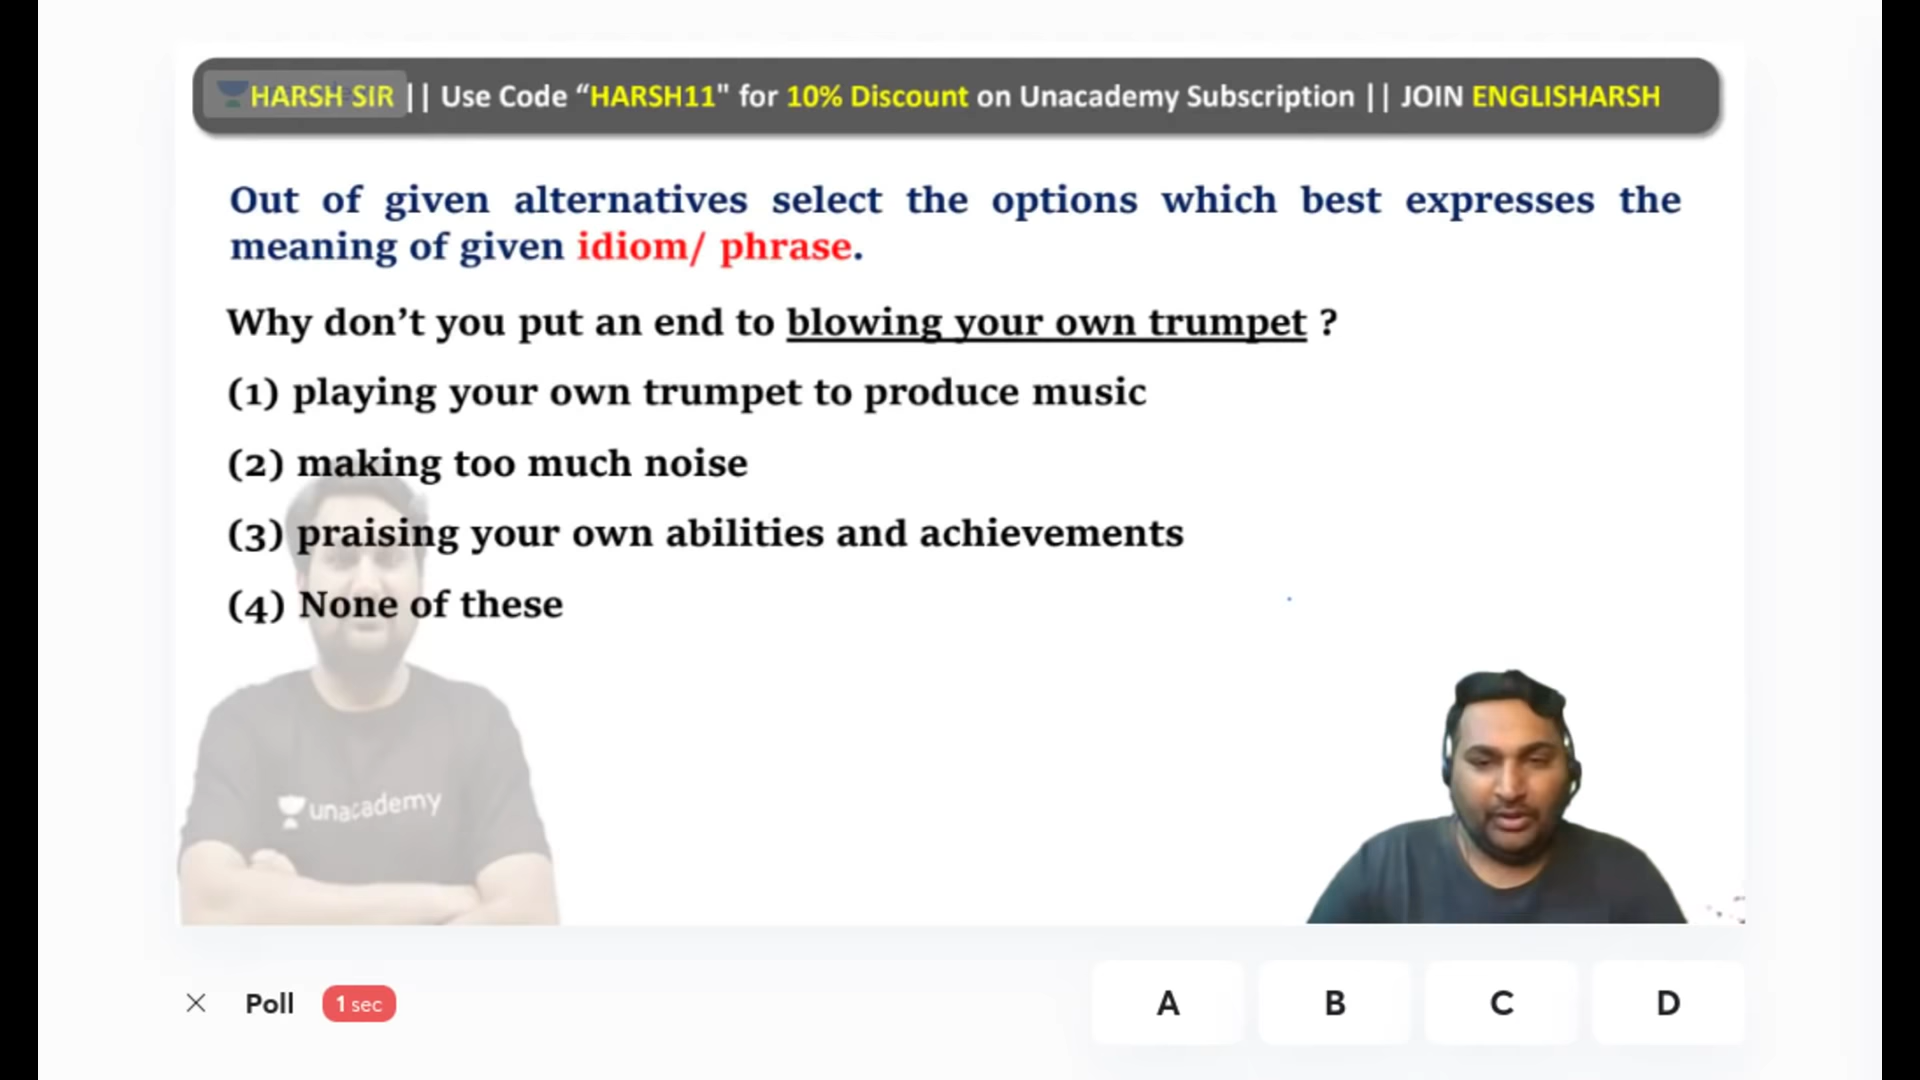 HARSH SIR || Use Code “HARSH11" for 10% Discount on Unacademy Subscription || JOIN ENGLISHARSH
Out of given alternatives select the options which best expresses the
meaning of given idiom/ phrase.
Why don’t you put an end to blowing your own trumpet ?
(1) playing your own trumpet to produce music
(2) making too much noise
(3) praising your own abilities and achievements
(4) None of these
unacademy
Poll 1 sec A B C D